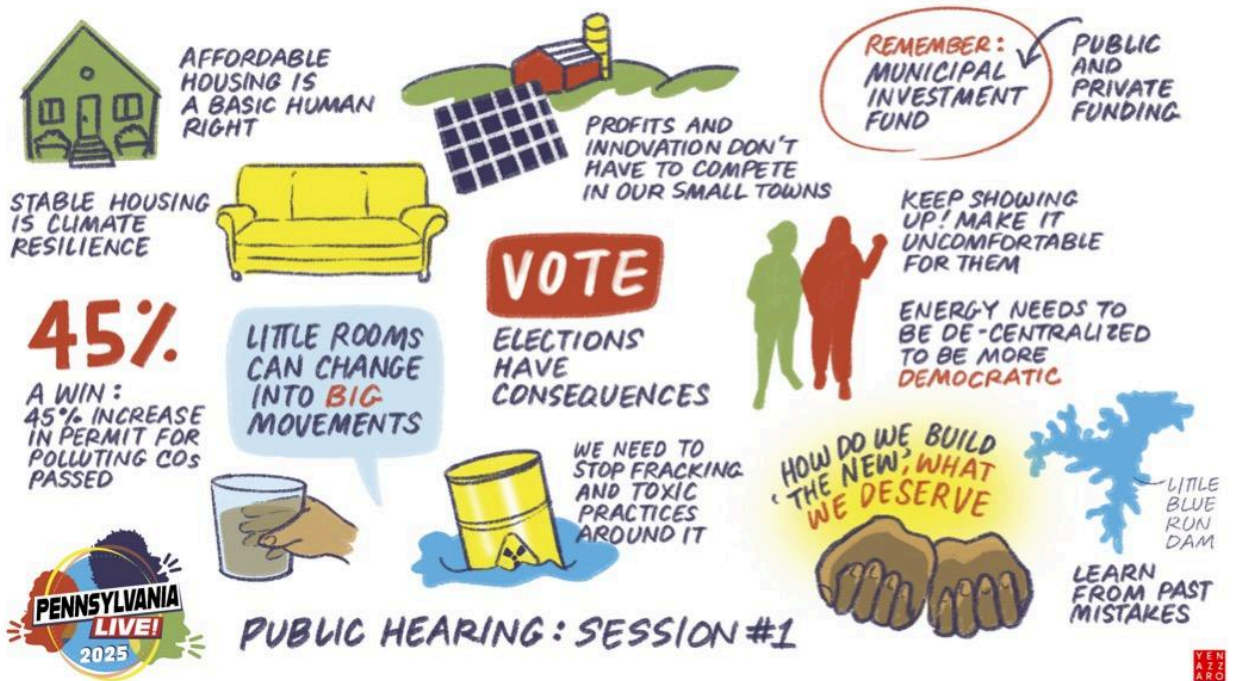 AFFORDABLE
HOUSING IS
A BASIC HUMAN
RIGHT
PROFITS AND
INNOVATION DON'T
HAVE TO COMPETE
IN OUR SMALL TOWNS
REMEMBER:
MUNICIPAL
INVESTMENT
FUND
PUBLIC
AND
PRIVATE
FUNDING
STABLE HOUSING
IS CLIMATE
RESILIENCE
KEEP SHOWING
UP! MAKE IT
UNCOMFORTABLE
FOR THEM
VOTE
ELECTIONS
HAVE
CONSEQUENCES
ENERGY NEEDS TO
BE DE-CENTRALIZED
TO BE MORE
DEMOCRATIC
45%
A WIN:
45% INCREASE
IN PERMIT FOR
POLLUTING COS
PASSED
LITTLE ROOMS
CAN CHANGE
INTO BIG
MOVEMENTS
WE NEED TO
STOP FRACKING
AND TOXIC
PRACTICES
AROUND IT
HOW DO WE BUILD
'THE NEW', WHAT
WE DESERVE
LITTLE
BLUE
RUN
DAM
LEARN
FROM PAST
MISTAKES
PENNSYLVANIA
LIVE!
2025
PUBLIC HEARING: SESSION #1
YEN
AZZ
ARO